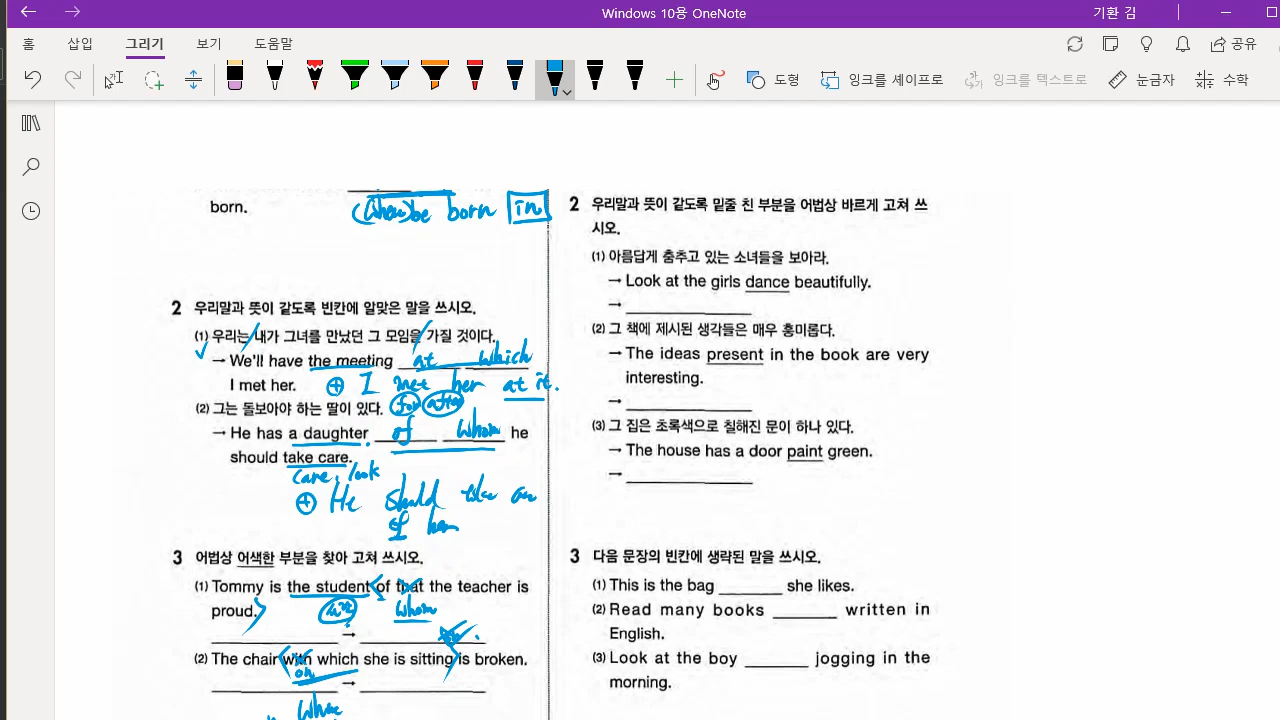 Windows 10용 OneNote
기환 김
홈 삽입 그리기 보기 도움말
공유
도형 잉크를 셰이프로 잉크를 텍스트로 눈금자 수학
born.
(when) be born in
2 우리말과 뜻이 같도록 빈칸에 알맞은 말을 쓰시오.
(1) 우리는 내가 그녀를 만났던 그 모임을 가질 것이다.
→ We'll have the meeting at which
I met her.
⊕ I met her at it.
(2) 그는 돌보아야 하는 딸이 있다.
for after
→ He has a daughter of whom he
should take care.
care, look
⊕ He should take care
of her
3 어법상 어색한 부분을 찾아 고쳐 쓰시오.
(1) Tommy is the student of that the teacher is
proud.
whom
→
(2) The chair with which she is sitting is broken.
on
→
2 우리말과 뜻이 같도록 밑줄 친 부분을 어법상 바르게 고쳐 쓰
시오.
(1) 아름답게 춤추고 있는 소녀들을 보아라.
→ Look at the girls dance beautifully.
→
(2) 그 책에 제시된 생각들은 매우 흥미롭다.
→ The ideas present in the book are very
interesting.
→
(3) 그 집은 초록색으로 칠해진 문이 하나 있다.
→ The house has a door paint green.
→
3 다음 문장의 빈칸에 생략된 말을 쓰시오.
(1) This is the bag ______ she likes.
(2) Read many books ______ written in
English.
(3) Look at the boy ______ jogging in the
morning.